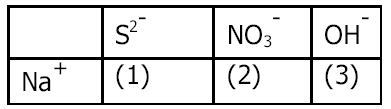 S²⁻ NO₃⁻ OH⁻
Na⁺ (1) (2) (3)